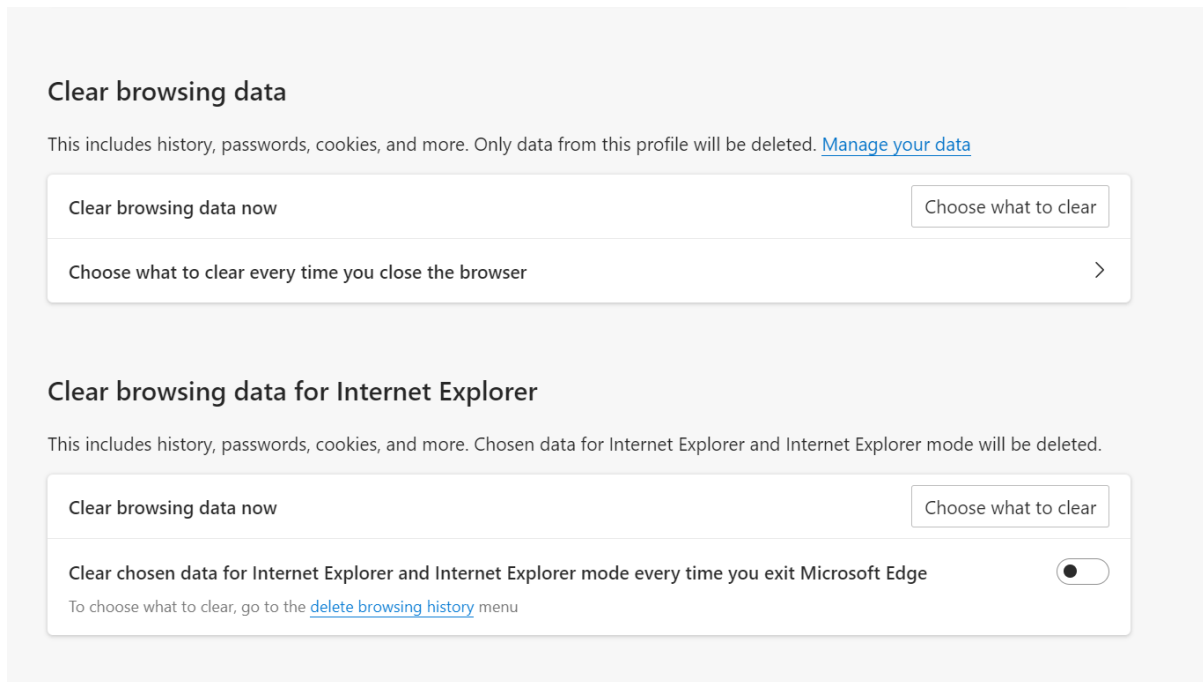 Clear browsing data
This includes history, passwords, cookies, and more. Only data from this profile will be deleted. Manage your data
Clear browsing data now
Choose what to clear
Choose what to clear every time you close the browser
Clear browsing data for Internet Explorer
This includes history, passwords, cookies, and more. Chosen data for Internet Explorer and Internet Explorer mode will be deleted.
Clear browsing data now
Choose what to clear
Clear chosen data for Internet Explorer and Internet Explorer mode every time you exit Microsoft Edge
To choose what to clear, go to the delete browsing history menu